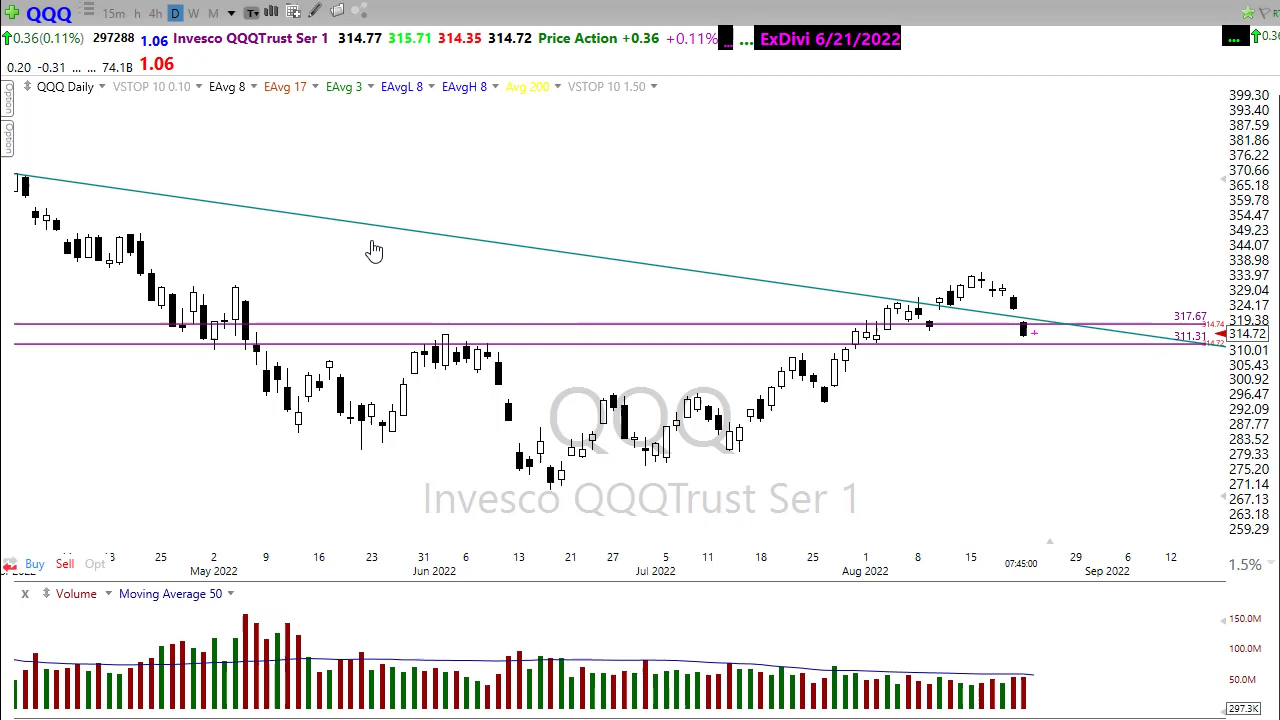 QQQ 15m h 4h D W M T
0.36(0.11%) 297288 1.06 Invesco QQQTrust Ser 1 314.77 315.71 314.35 314.72 Price Action +0.36 +0.11% ... ... ExDivi 6/21/2022 ... 0.36
0.20 -0.31 ... ... 74.1B 1.06
QQQ Daily VSTOP 10 0.10 EAvg 8 EAvg 17 EAvg 3 EAvgL 8 EAvgH 8 Avg 200 VSTOP 10 1.50
Option
Option
399.30
393.40
387.59
381.86
376.22
370.66
365.18
359.78
354.47
349.23
344.07
338.98
333.97
329.04
324.17
319.38
314.72
310.01
305.43
300.92
296.47
292.09
287.77
283.52
279.33
275.20
271.14
267.13
263.18
259.29
317.67
314.74
311.31
314.72
QQQ
Invesco QQQTrust Ser 1
25 2 9 16 23 31 6 13 21 27 5 11 18 25 1 8 15 29 6 12
Buy Sell Opt
May 2022 Jun 2022 Jul 2022 Aug 2022 07:45:00 Sep 2022
1.5%
x Volume Moving Average 50
150.0M
100.0M
50.0M
297.3K